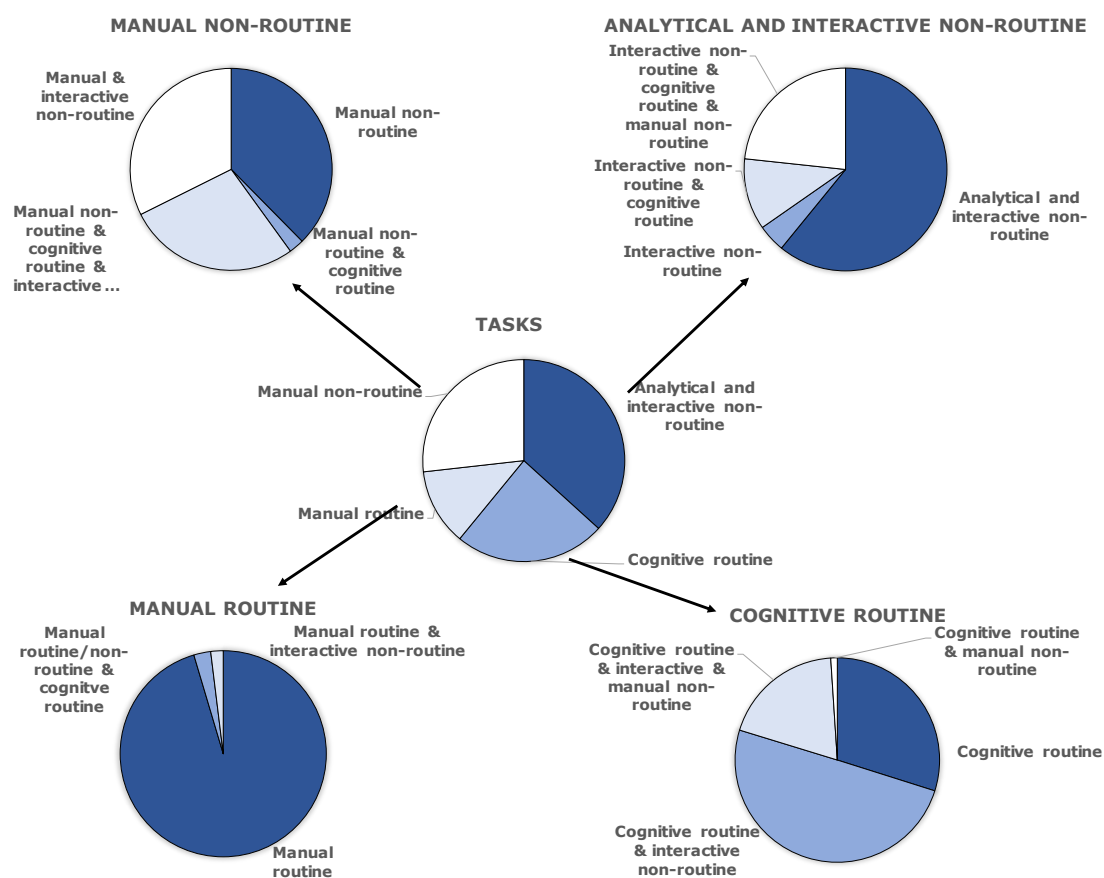 MANUAL NON-ROUTINE
Manual &
interactive
non-routine
Manual non-
routine
Manual non-
routine &
cognitive
routine &
interactive ...
Manual non-
routine &
cognitive
routine
ANALYTICAL AND INTERACTIVE NON-ROUTINE
Interactive non-
routine &
cognitive
routine &
manual non-
routine
Interactive non-
routine &
cognitive
routine
Interactive non-
routine
Analytical and
interactive non-
routine
TASKS
Manual non-routine
Analytical and
interactive non-
routine
Manual routine
Cognitive routine
MANUAL ROUTINE
Manual
routine/non-
routine &
cognitve
routine
Manual routine &
interactive non-routine
Manual
routine
COGNITIVE ROUTINE
Cognitive routine
& interactive &
manual non-
routine
Cognitive routine
& manual non-
routine
Cognitive routine
Cognitive routine
& interactive
non-routine